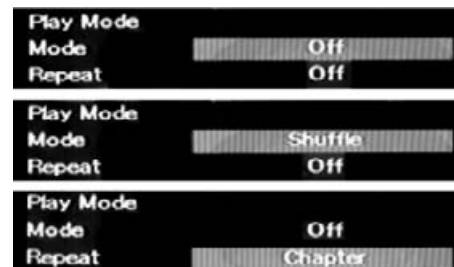 Play Mode
Mode Off
Repeat Off
Play Mode
Mode Shuffle
Repeat Off
Play Mode
Mode Off
Repeat Chapter